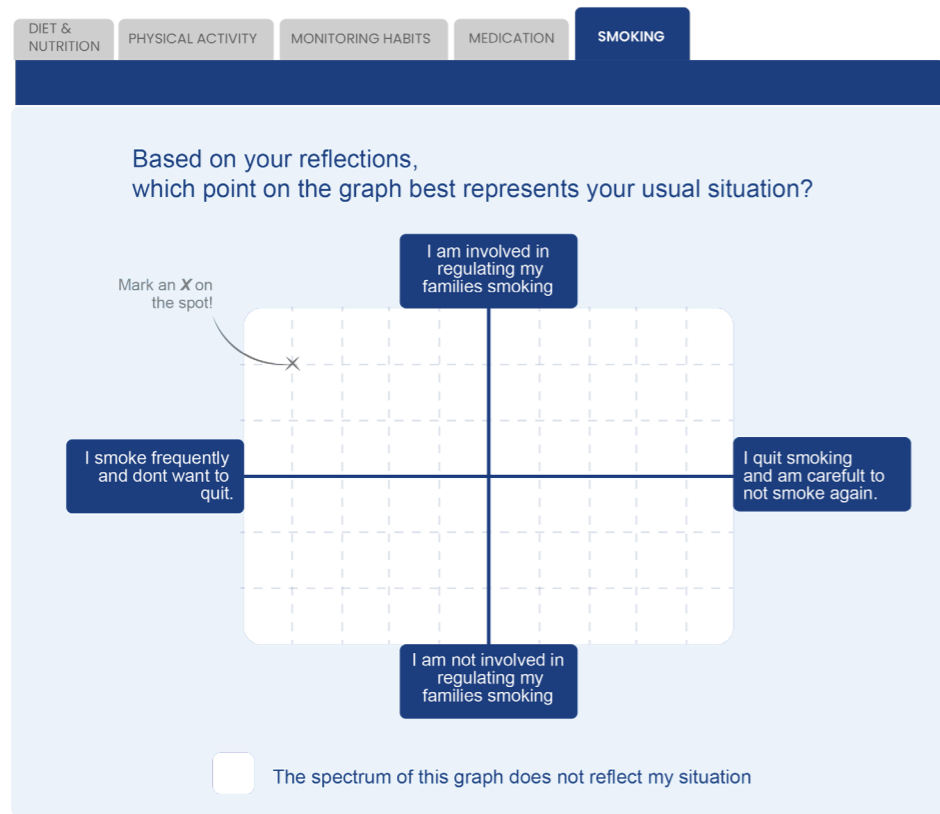 DIET &
NUTRITION
PHYSICAL ACTIVITY
MONITORING HABITS
MEDICATION
SMOKING
Based on your reflections,
which point on the graph best represents your usual situation?
Mark an X on
the spot!
I am involved in
regulating my
families smoking
I smoke frequently
and dont want to
quit.
I quit smoking
and am carefult to
not smoke again.
I am not involved in
regulating my
families smoking
The spectrum of this graph does not reflect my situation